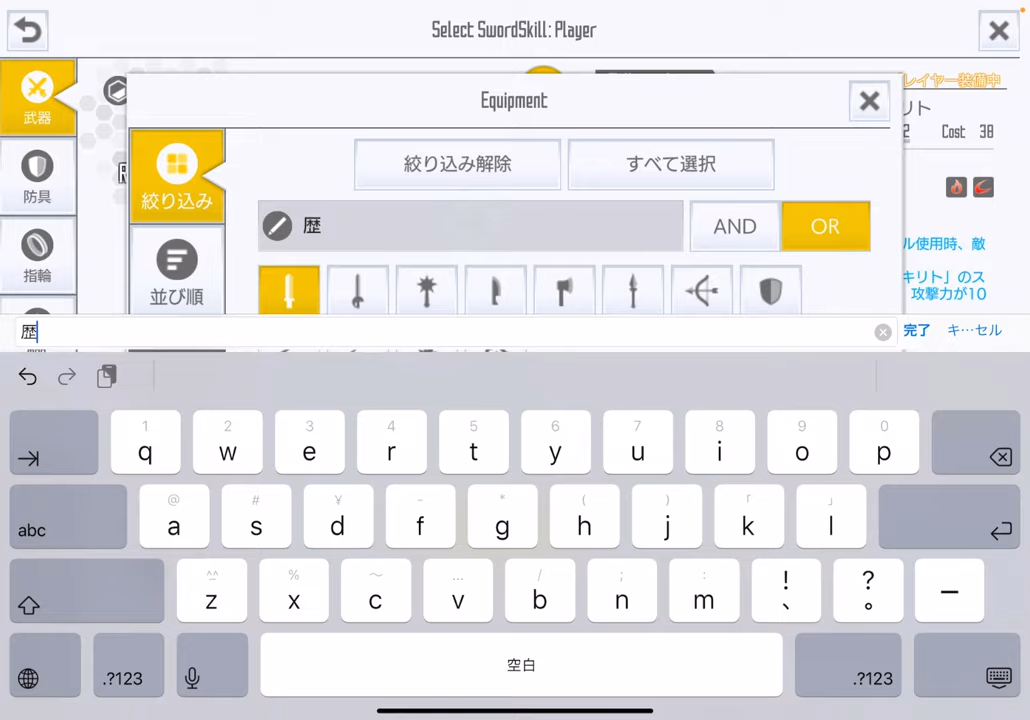 Select SwordSkill: Player
武器
防具
指輪
レイヤー装備中
リト
2 Cost 38
ル使用時、敵
キリト」のス
攻撃力が10
Equipment
絞り込み
並び順
絞り込み解除 すべて選択
歴 AND OR
歴 完了 キ…セル
1 2 3 4 5 6 7 8 9 0
q w e r t y u i o p
@ # ¥ - * ( ) 「 」
abc a s d f g h j k l
^^ % 〜 … / ; : ! ?
z x c v b n m 、 。 ー
.?123 空白 .?123